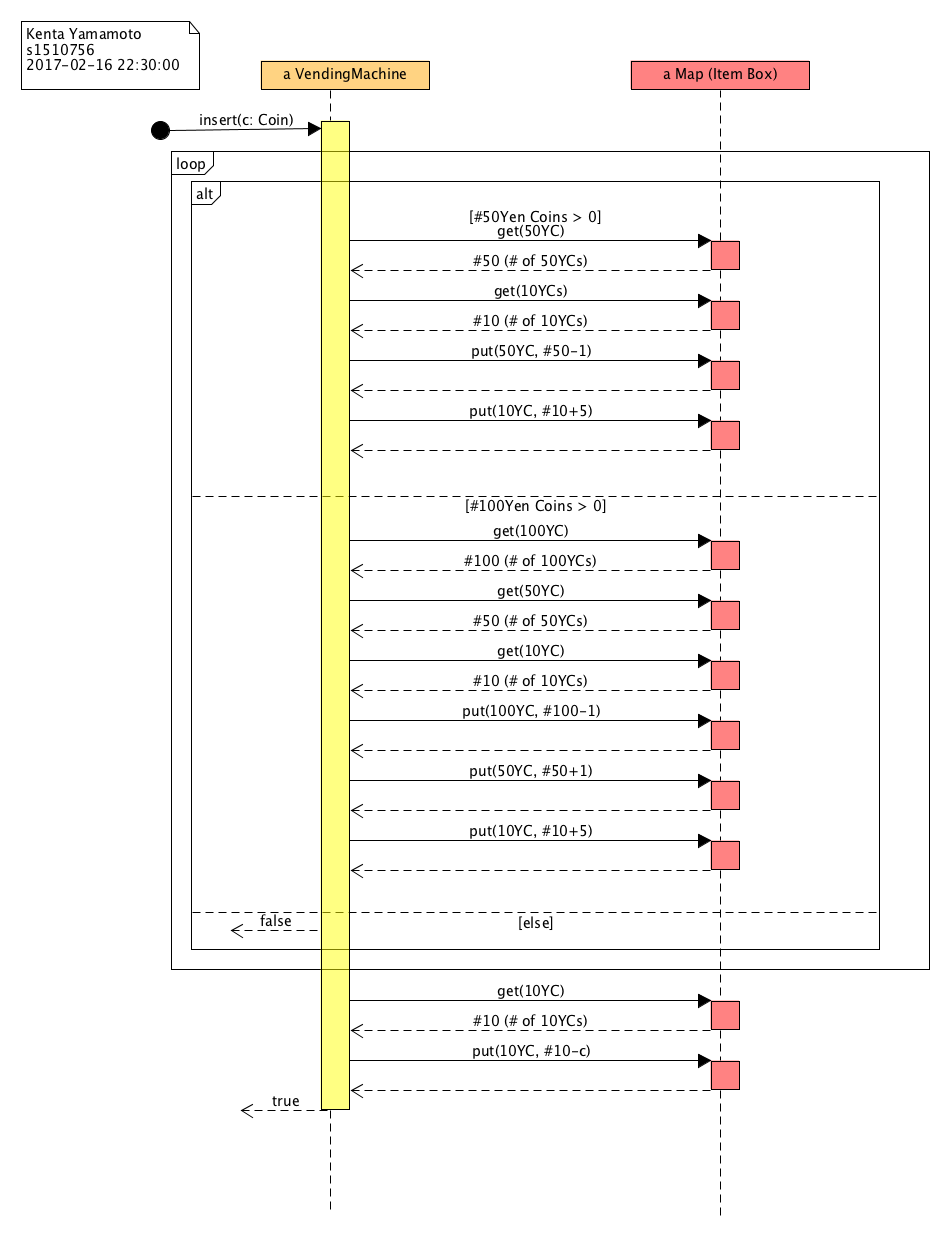 Kenta Yamamoto
s1510756
2017-02-16 22:30:00
a VendingMachine
a Map (Item Box)
insert(c: Coin)
loop
alt
[#50Yen Coins > 0]
get(50YC)
#50 (# of 50YCs)
get(10YCs)
#10 (# of 10YCs)
put(50YC, #50-1)
put(10YC, #10+5)
[#100Yen Coins > 0]
get(100YC)
#100 (# of 100YCs)
get(50YC)
#50 (# of 50YCs)
get(10YC)
#10 (# of 10YCs)
put(100YC, #100-1)
put(50YC, #50+1)
put(10YC, #10+5)
false
[else]
get(10YC)
#10 (# of 10YCs)
put(10YC, #10-c)
true